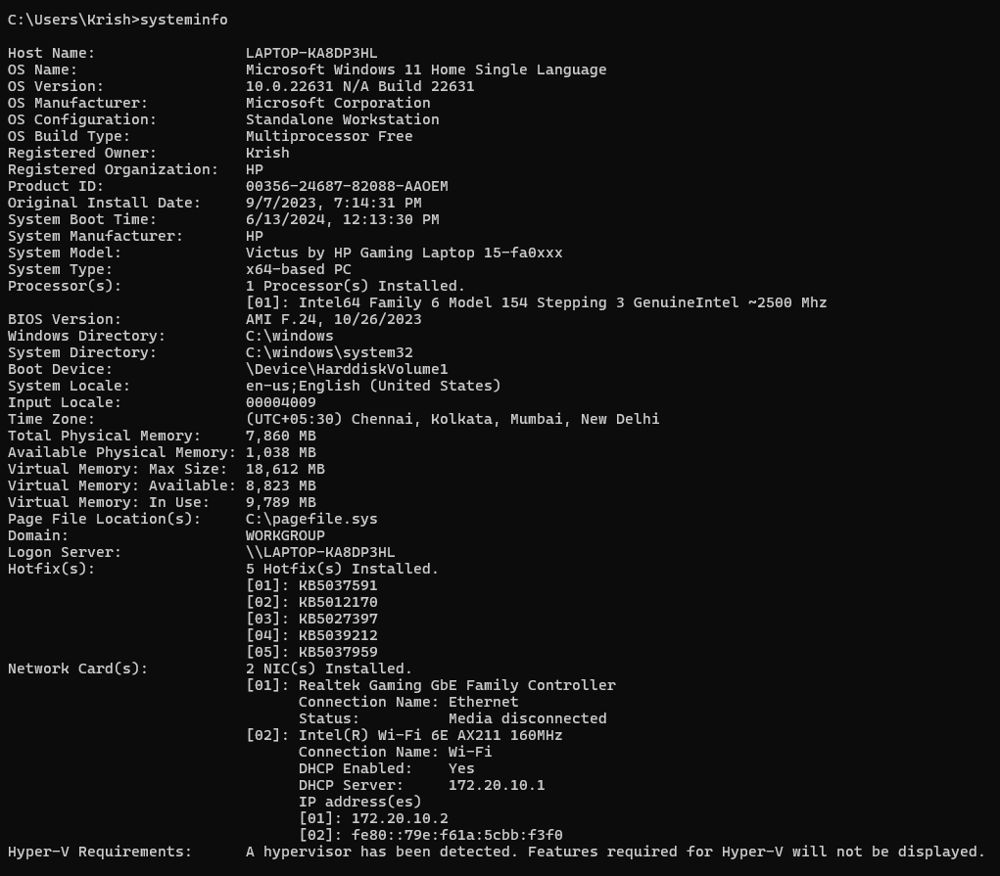 C:\Users\Krish>systeminfo
Host Name: LAPTOP-KA8DP3HL
OS Name: Microsoft Windows 11 Home Single Language
OS Version: 10.0.22631 N/A Build 22631
OS Manufacturer: Microsoft Corporation
OS Configuration: Standalone Workstation
OS Build Type: Multiprocessor Free
Registered Owner: Krish
Registered Organization: HP
Product ID: 00356-24687-82088-AAOEM
Original Install Date: 9/7/2023, 7:14:31 PM
System Boot Time: 6/13/2024, 12:13:30 PM
System Manufacturer: HP
System Model: Victus by HP Gaming Laptop 15-fa0xxx
System Type: x64-based PC
Processor(s): 1 Processor(s) Installed.
[01]: Intel64 Family 6 Model 154 Stepping 3 GenuineIntel ~2500 Mhz
BIOS Version: AMI F.24, 10/26/2023
Windows Directory: C:\windows
System Directory: C:\windows\system32
Boot Device: \Device\HarddiskVolume1
System Locale: en-us;English (United States)
Input Locale: 00004009
Time Zone: (UTC+05:30) Chennai, Kolkata, Mumbai, New Delhi
Total Physical Memory: 7,860 MB
Available Physical Memory: 1,038 MB
Virtual Memory: Max Size: 18,612 MB
Virtual Memory: Available: 8,823 MB
Virtual Memory: In Use: 9,789 MB
Page File Location(s): C:\pagefile.sys
Domain: WORKGROUP
Logon Server: \\LAPTOP-KA8DP3HL
Hotfix(s): 5 Hotfix(s) Installed.
[01]: KB5037591
[02]: KB5012170
[03]: KB5027397
[04]: KB5039212
[05]: KB5037959
Network Card(s): 2 NIC(s) Installed.
[01]: Realtek Gaming GbE Family Controller
Connection Name: Ethernet
Status: Media disconnected
[02]: Intel(R) Wi-Fi 6E AX211 160MHz
Connection Name: Wi-Fi
DHCP Enabled: Yes
DHCP Server: 172.20.10.1
IP address(es)
[01]: 172.20.10.2
[02]: fe80::79e:f61a:5cbb:f3f0
Hyper-V Requirements: A hypervisor has been detected. Features required for Hyper-V will not be displayed.